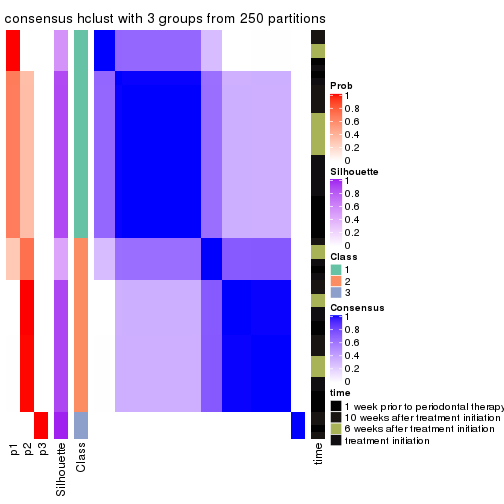 consensus hclust with 3 groups from 250 partitions
Prob
1
0.8
0.6
0.4
0.2
0
Silhouette
1
0.8
0.6
0.4
0.2
0
Class
1
2
3
Consensus
1
0.8
0.6
0.4
0.2
0
time
1 week prior to periodontal therapy
10 weeks after treatment initiation
6 weeks after treatment initiation
treatment initiation
p1
p2
p3
Silhouette
Class
time